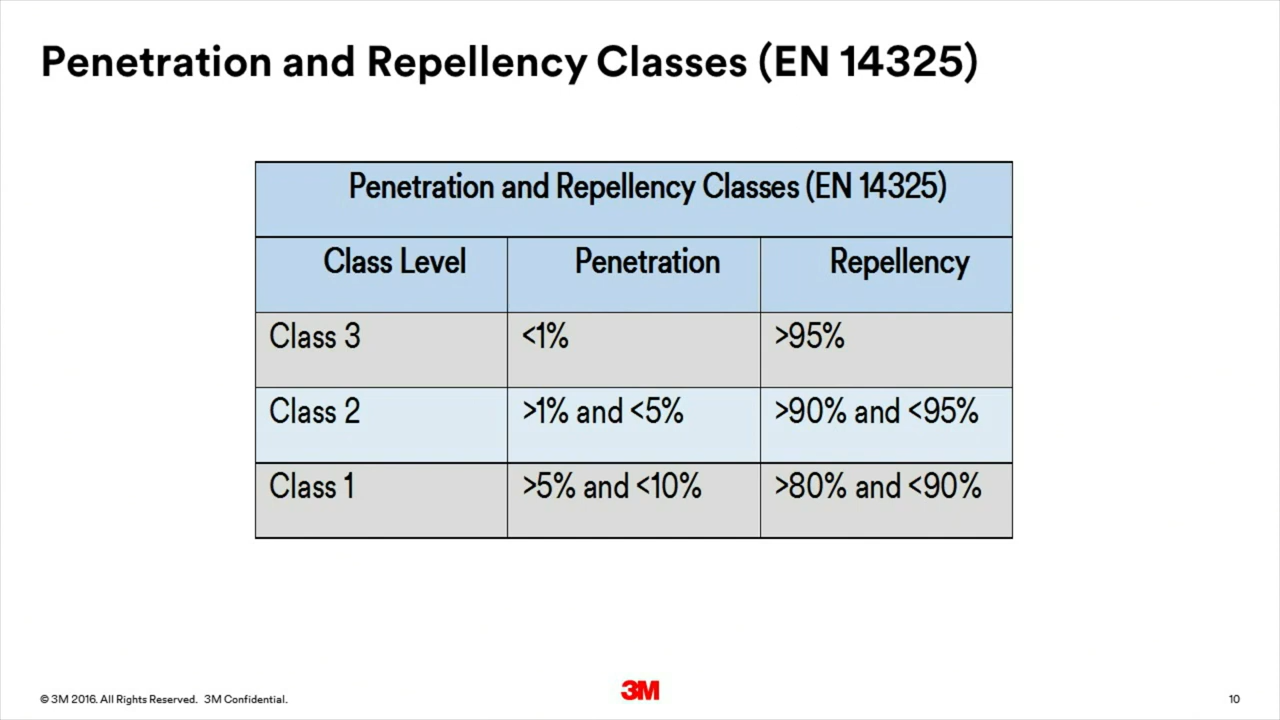 Penetration and Repellency Classes (EN 14325)
Penetration and Repellency Classes (EN 14325)
Class Level Penetration Repellency
Class 3 <1% >95%
Class 2 >1% and <5% >90% and <95%
Class 1 >5% and <10% >80% and <90%
© 3M 2016. All Rights Reserved. 3M Confidential. 3M 10